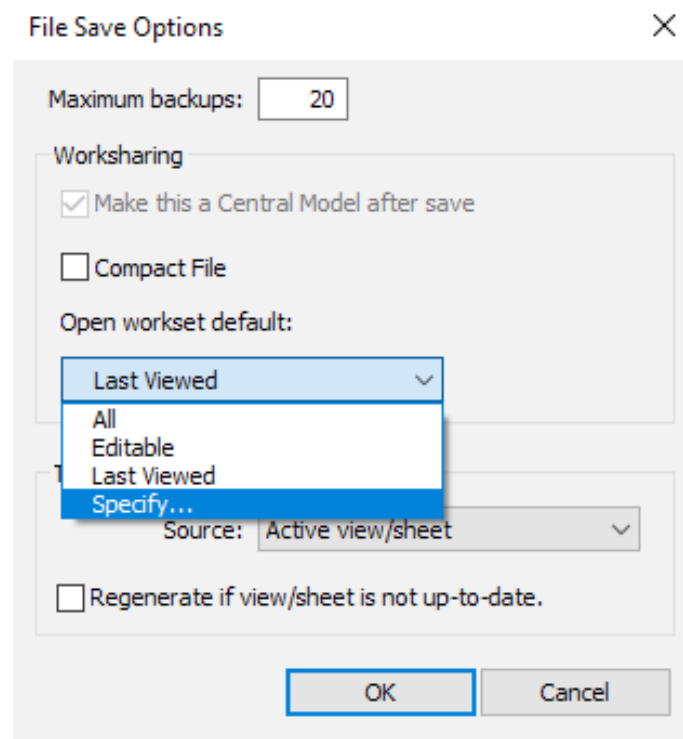 File Save Options
Maximum backups: 20
Worksharing
Make this a Central Model after save
Compact File
Open workset default:
Last Viewed
All
Editable
Last Viewed
Specify...
Source: Active view/sheet
Regenerate if view/sheet is not up-to-date.
OK Cancel